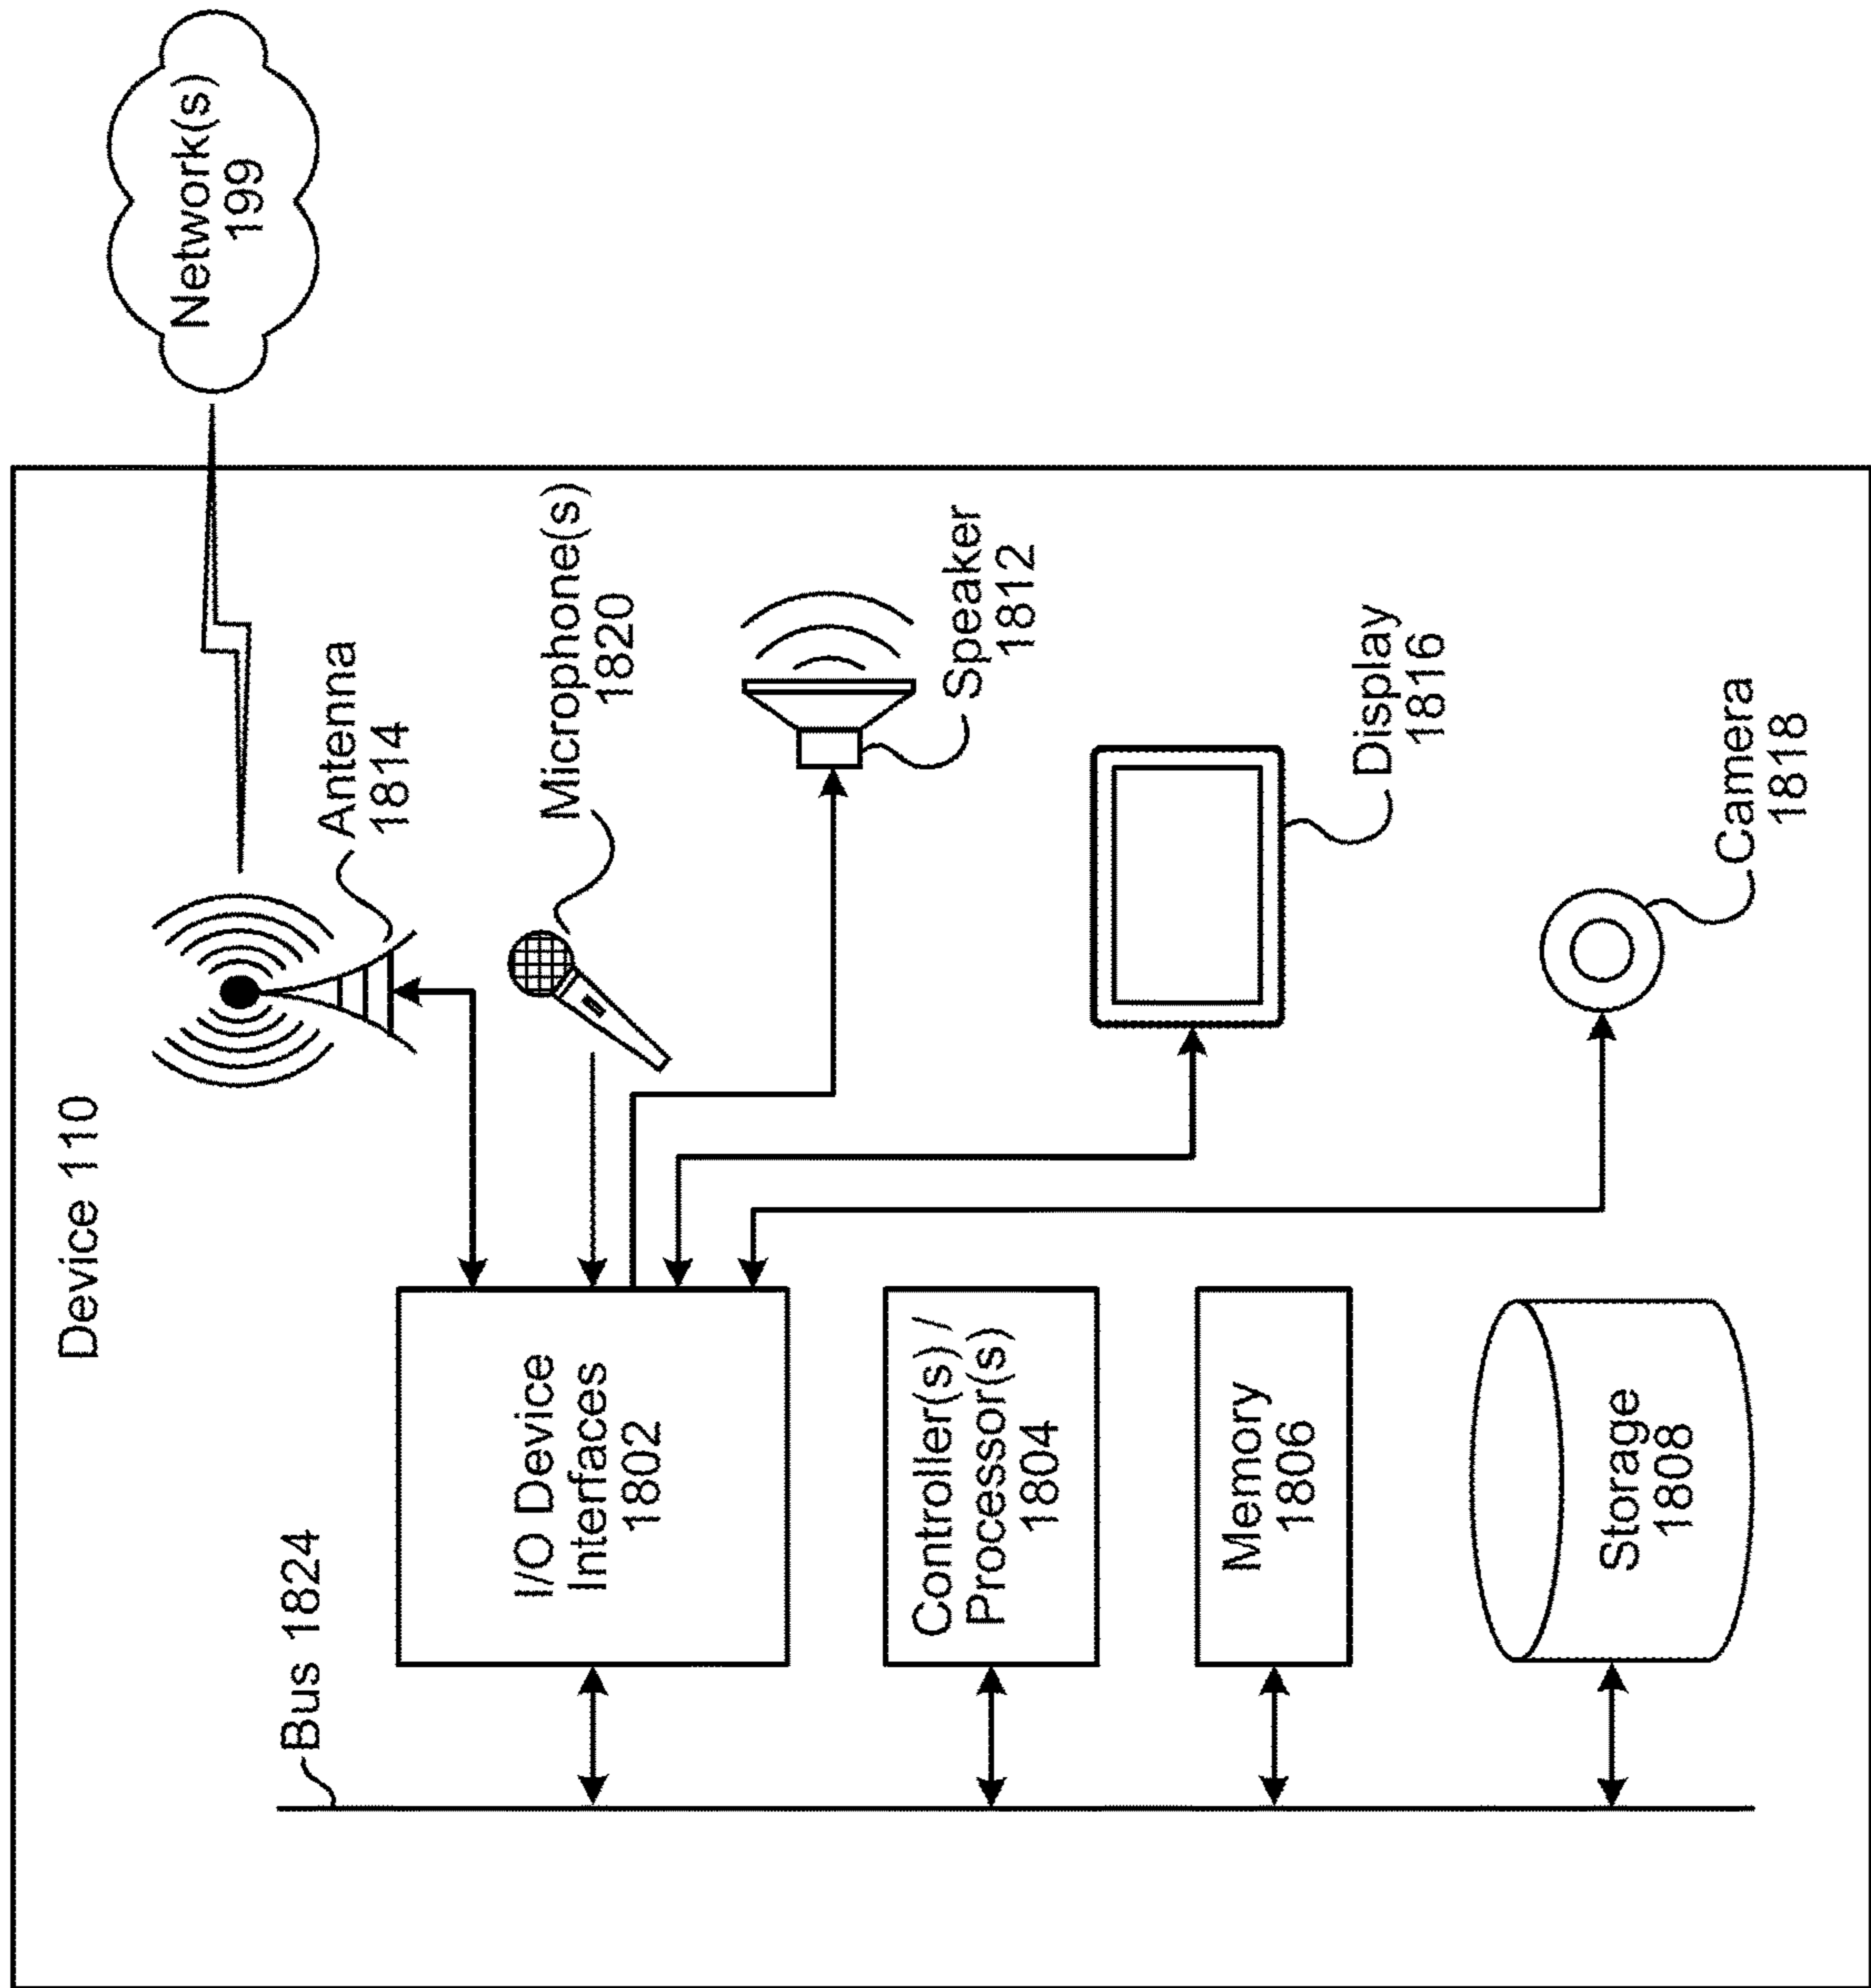 Device 110
Bus 1824
I/O Device
Interfaces
1802
Controller(s) /
Processor(s)
1804
Memory
1806
Storage
1808
Antenna
1814
Microphone(s)
1820
Speaker
1812
Display
1816
Camera
1818
Network(s)
199